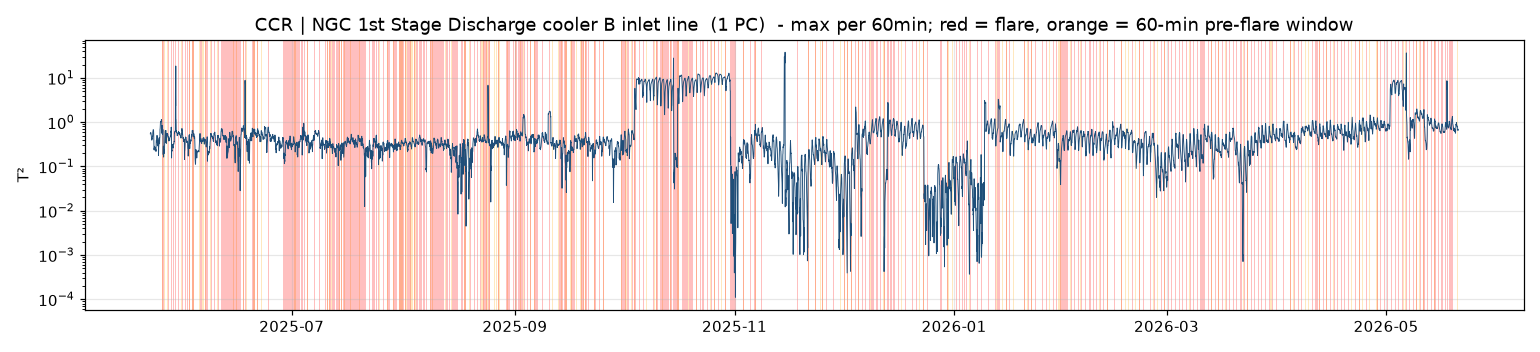 CCR | NGC 1st Stage Discharge cooler B inlet line  (1 PC)  - max per 60min; red = flare, orange = 60-min pre-flare window
T²
10¹
10⁰
10⁻¹
10⁻²
10⁻³
10⁻⁴
2025-07 2025-09 2025-11 2026-01 2026-03 2026-05